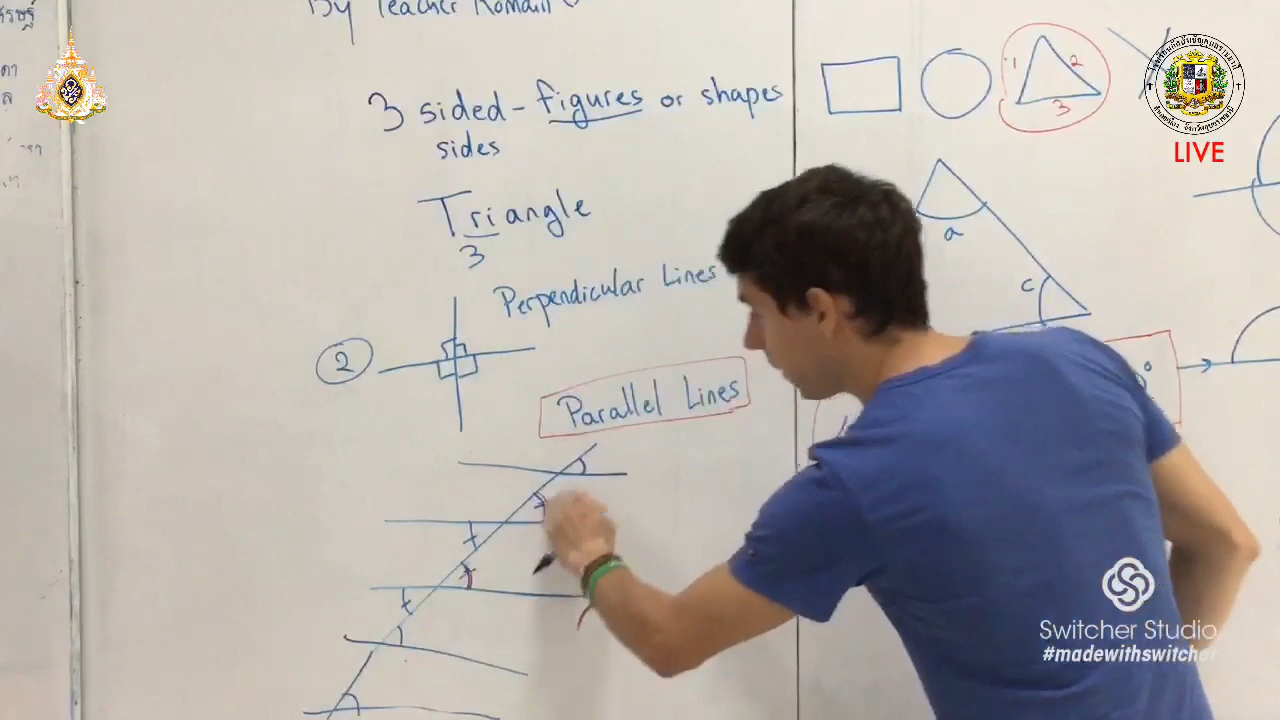 By Teacher Romain
3 sided - figures or shapes
sides
Triangle
3
Perpendicular Lines
2
Parallel Lines
1
2
3
a
c
LIVE
Switcher Studio
#madewithswitcher